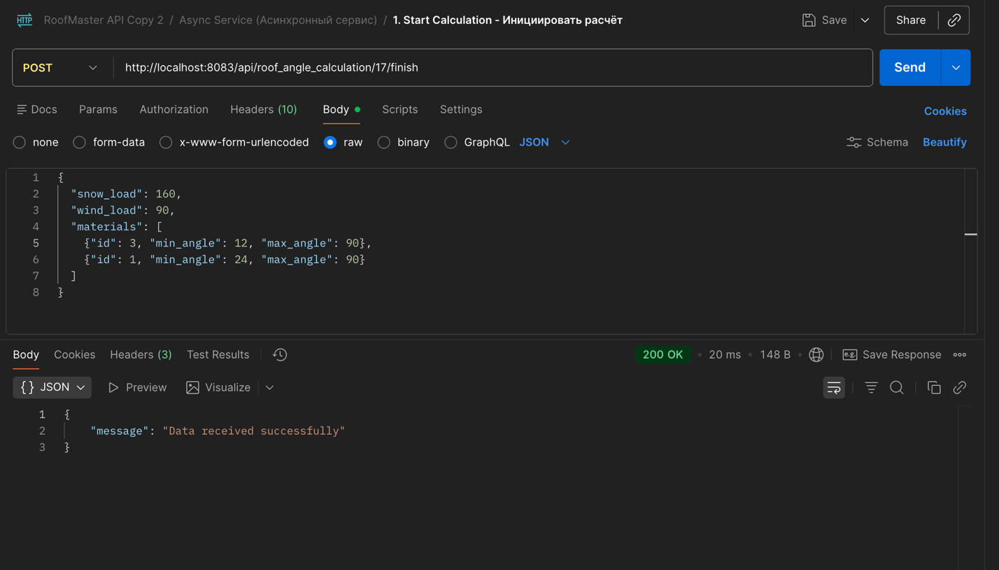 HTTP RoofMaster API Copy 2 / Async Service (Асинхронный сервис) / 1. Start Calculation - Инициировать расчёт Save Share
POST http://localhost:8083/api/roof_angle_calculation/17/finish Send
Docs Params Authorization Headers (10) Body Scripts Settings Cookies
none form-data x-www-form-urlencoded raw binary GraphQL JSON Schema Beautify
1 {
2 "snow_load": 160,
3 "wind_load": 90,
4 "materials": [
5 {"id": 3, "min_angle": 12, "max_angle": 90},
6 {"id": 1, "min_angle": 24, "max_angle": 90}
7 ]
8 }
Body Cookies Headers (3) Test Results 200 OK • 20 ms • 148 B • e.g. Save Response
{} JSON Preview Visualize
1 {
2 "message": "Data received successfully"
3 }